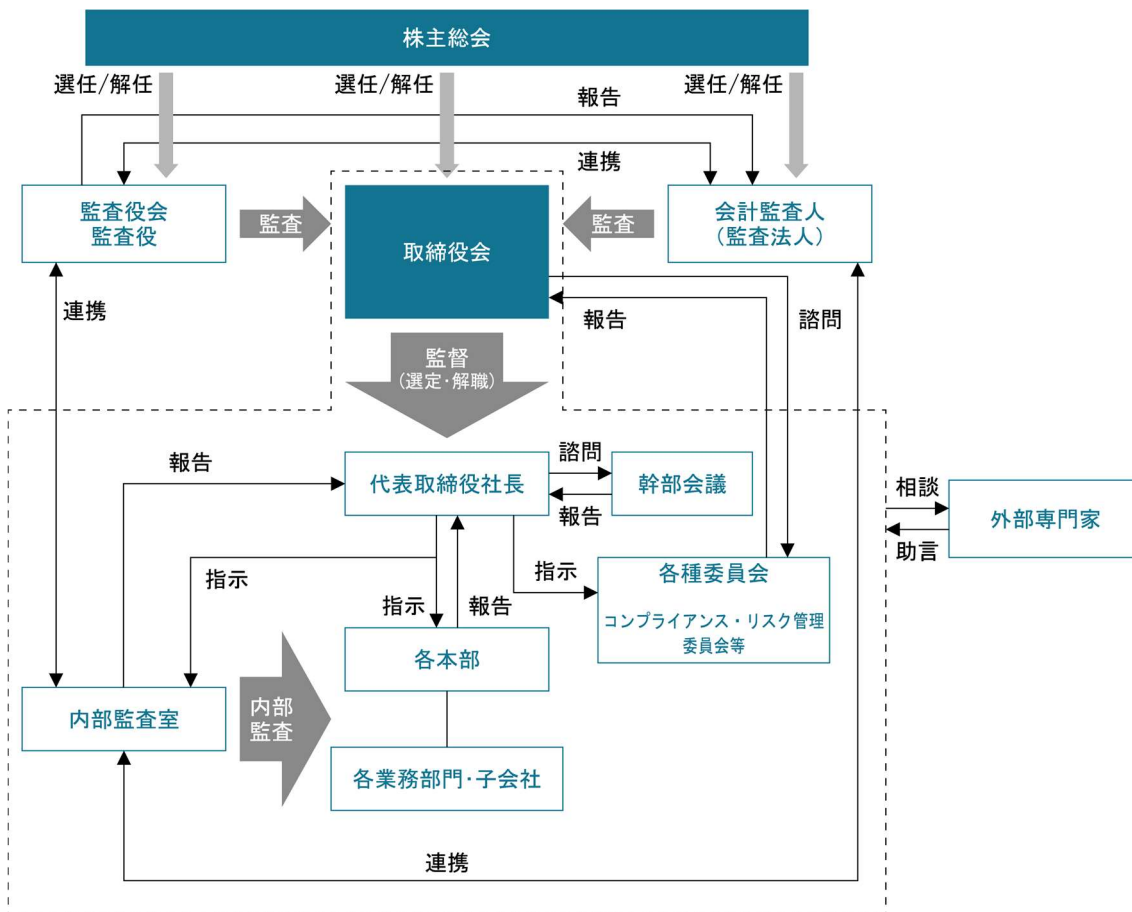 株主総会
選任/解任
選任/解任
選任/解任
報告
連携
監査役会
監査役
監査
取締役会
監査
会計監査人
（監査法人）
連携
報告
諮問
監督
(選定･解職)
報告
代表取締役社長
諮問
報告
幹部会議
相談
助言
外部専門家
指示
指示
報告
指示
各種委員会
コンプライアンス・リスク管理
委員会等
各本部
内部監査室
内部
監査
各業務部門･子会社
連携